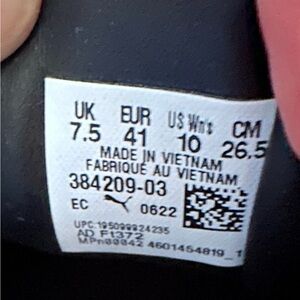 UK EUR US Wn's CM
7.5 41 10 26.5
MADE IN VIETNAM
FABRIQUÉ AU VIETNAM
384209-03
EC 0622
UPC:195099924235
AD F1372
MPn00042 4601454819_1